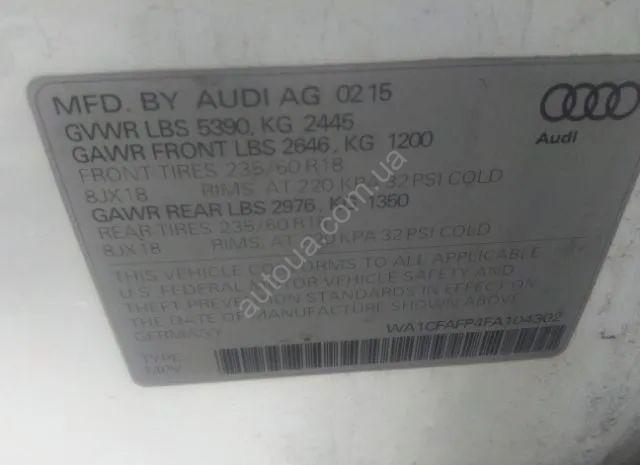 MFD. BY AUDI AG 02 15
GVWR LBS 5390, KG 2445
GAWR FRONT LBS 2646, KG 1200
FRONT TIRES 235/60 R18
8JX18 RIMS, AT 220 KPA 32 PSI COLD
GAWR REAR LBS 2976, KG 1350
REAR TIRES 235/60 R18
8JX18 RIMS, AT 220 KPA 32 PSI COLD
Audi
THIS VEHICLE CONFORMS TO ALL APPLICABLE
U.S. FEDERAL MOTOR VEHICLE SAFETY AND
THEFT PREVENTION STANDARDS IN EFFECT ON
THE DATE OF MANUFACTURE SHOWN ABOVE.
GERMANY
WA1CFAFP4FA104302
TYPE:
MPV
autoua.com.ua